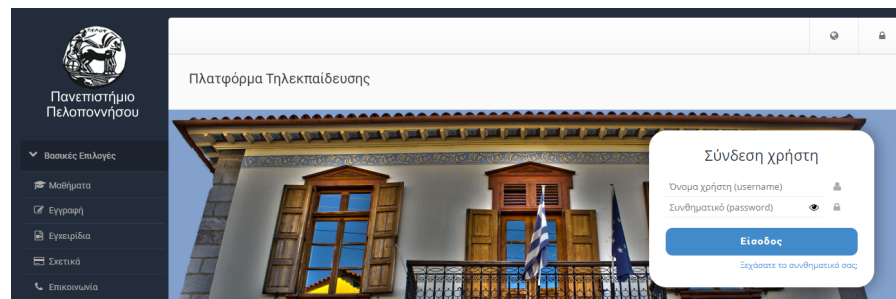 Πανεπιστήμιο
Πελοποννήσου
Βασικές Επιλογές
Μαθήματα
Εγγραφή
Εγχειρίδια
Σχετικά
Επικοινωνία
Πλατφόρμα Τηλεκπαίδευσης
Σύνδεση χρήστη
Όνομα χρήστη (username)
Συνθηματικό (password)
Είσοδος
Ξεχάσατε το συνθηματικό σας;